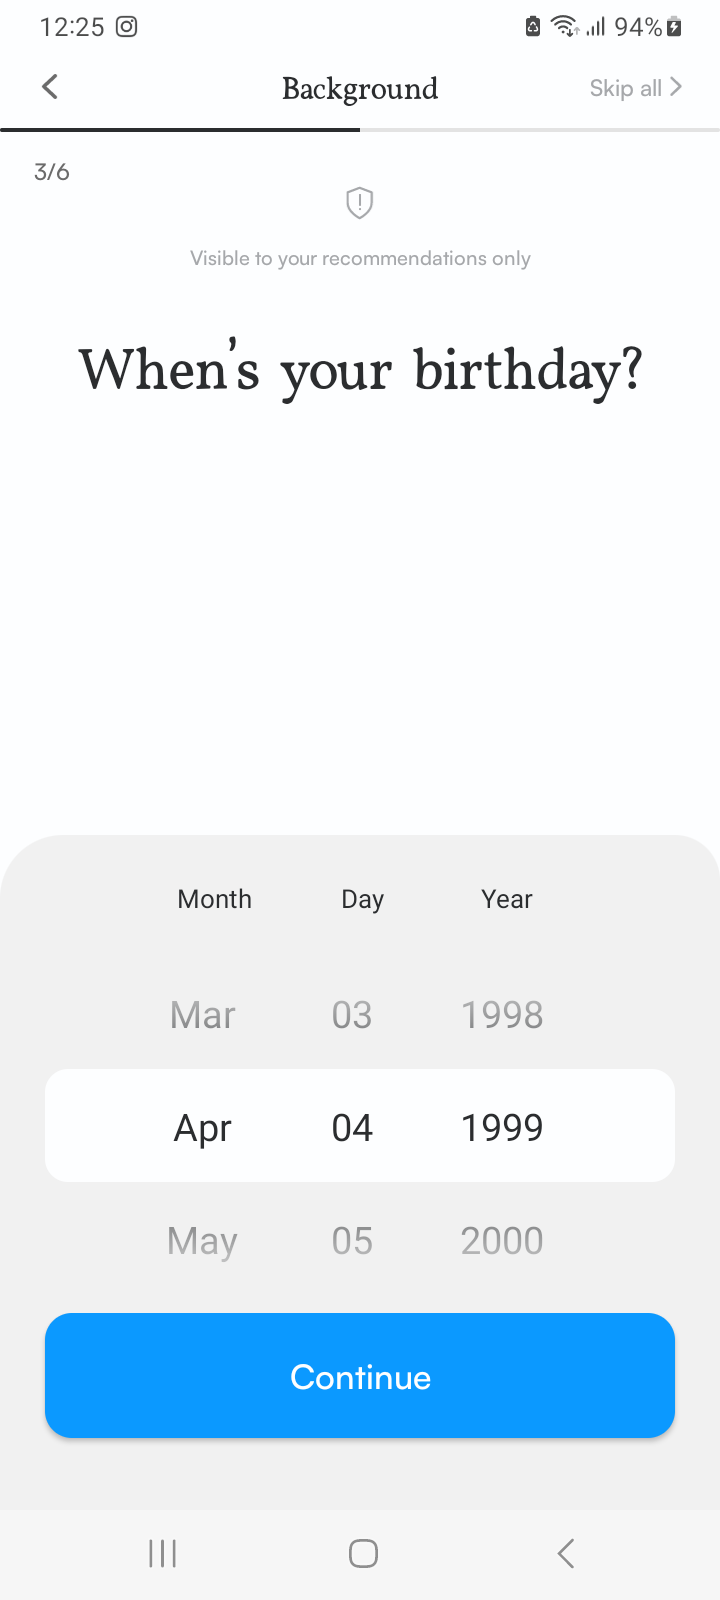 12:25 94%
Background Skip all
3/6
Visible to your recommendations only
When's your birthday?
Month Day Year
Mar 03 1998
Apr 04 1999
May 05 2000
Continue